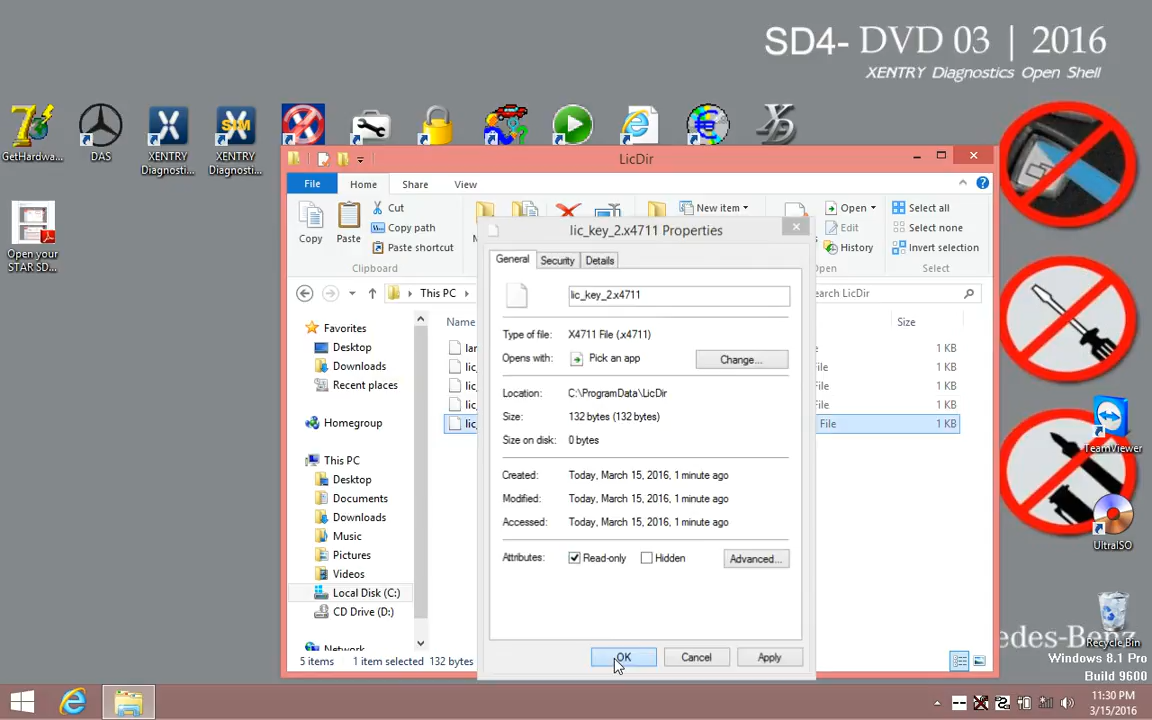 SD4- DVD 03 | 2016
XENTRY Diagnostics Open Shell
GetHardwa...
DAS
XENTRY
Diagnosti...
SIM
XENTRY
Diagnosti...
Open your
STAR SD...
LicDir
File
Home
Share
View
Copy
Paste
Cut
Copy path
Paste shortcut
Clipboard
New item
Open
Edit
History
Select all
Select none
Invert selection
Select
This PC
earch LicDir
Favorites
Desktop
Downloads
Recent places
Homegroup
This PC
Desktop
Documents
Downloads
Music
Pictures
Videos
Local Disk (C:)
CD Drive (D:)
Name
Size
1 KB
File
1 KB
File
1 KB
File
1 KB
File
1 KB
5 items
1 item selected 132 bytes
lic_key_2.x4711 Properties
General
Security
Details
lic_key_2.x4711
Type of file:
X4711 File (.x4711)
Opens with:
Pick an app
Change...
Location:
C:\ProgramData\LicDir
Size:
132 bytes (132 bytes)
Size on disk:
0 bytes
Created:
Today, March 15, 2016, 1 minute ago
Modified:
Today, March 15, 2016, 1 minute ago
Accessed:
Today, March 15, 2016, 1 minute ago
Attributes:
Read-only
Hidden
Advanced...
OK
Cancel
Apply
TeamViewer
UltraISO
Recycle Bin
edes-Benz
Windows 8.1 Pro
Build 9600
11:30 PM
3/15/2016